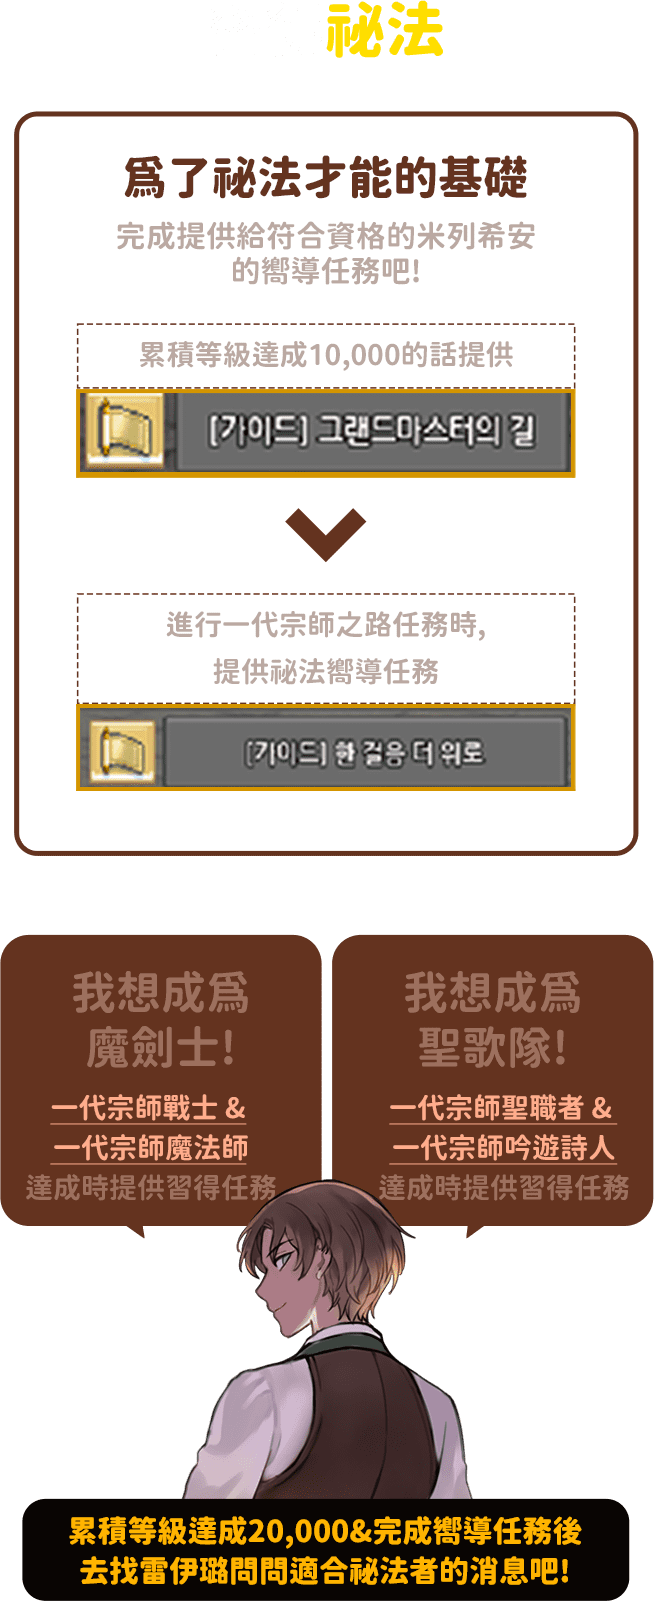 祕法
爲了祕法才能的基礎
完成提供給符合資格的米列希安
的嚮導任務吧!
累積等級達成10,000的話提供
[가이드] 그랜드마스터의 길
進行一代宗師之路任務時,
提供祕法嚮導任務
[가이드] 한 걸음 더 위로
我想成爲
魔劍士!
一代宗師戰士 &
一代宗師魔法師
達成時提供習得任務
我想成爲
聖歌隊!
一代宗師聖職者 &
一代宗師吟遊詩人
達成時提供習得任務
累積等級達成20,000&完成嚮導任務後
去找雷伊璐問問適合祕法者的消息吧!